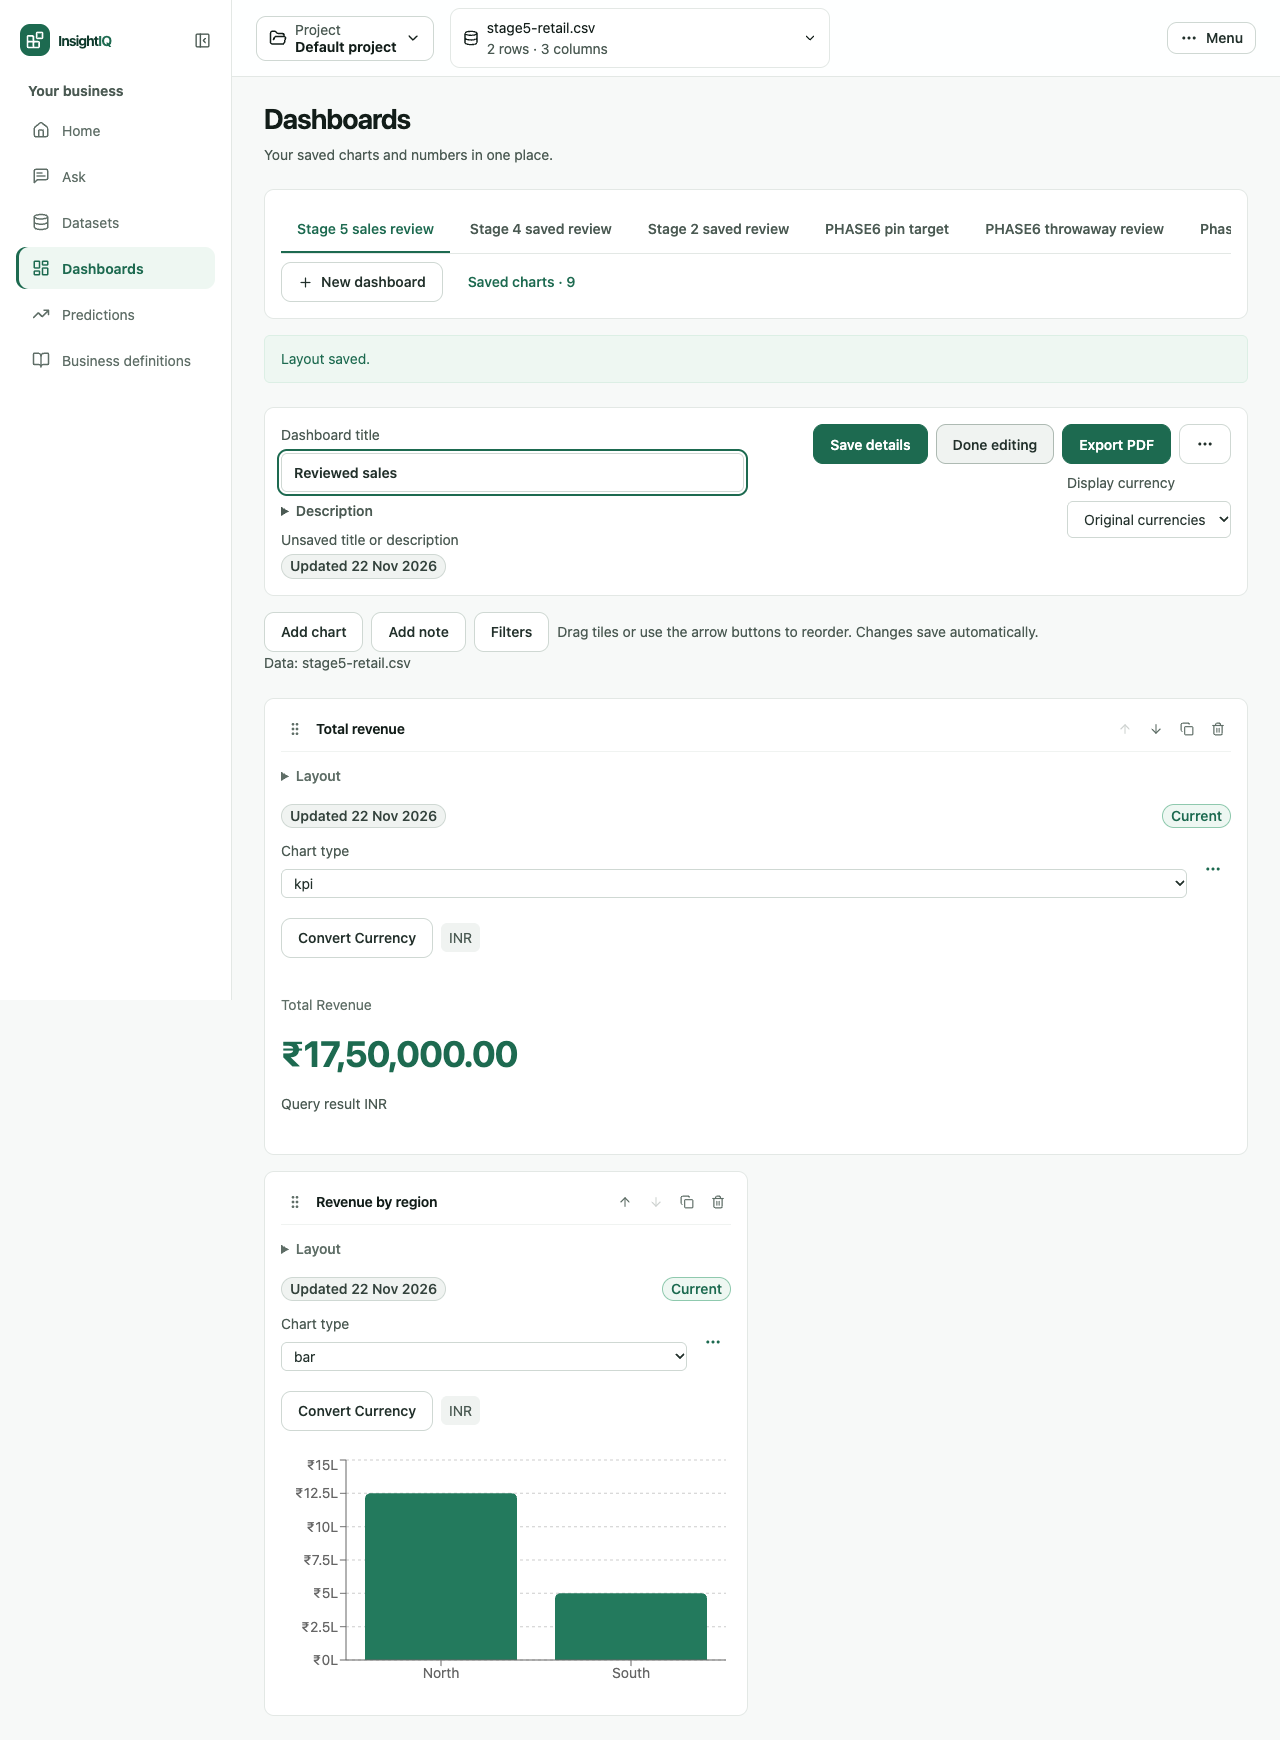 InsightIQ
Your business
Home
Ask
Datasets
Dashboards
Predictions
Business definitions
Project
Default project
stage5-retail.csv
2 rows · 3 columns
Menu
Dashboards
Your saved charts and numbers in one place.
Stage 5 sales review
Stage 4 saved review
Stage 2 saved review
PHASE6 pin target
PHASE6 throwaway review
Phas
New dashboard
Saved charts · 9
Layout saved.
Dashboard title
Reviewed sales
Description
Unsaved title or description
Updated 22 Nov 2026
Save details
Done editing
Export PDF
Display currency
Original currencies
Add chart
Add note
Filters
Drag tiles or use the arrow buttons to reorder. Changes save automatically.
Data: stage5-retail.csv
Total revenue
Layout
Updated 22 Nov 2026
Current
Chart type
kpi
Convert Currency
INR
Total Revenue
₹17,50,000.00
Query result INR
Revenue by region
Layout
Updated 22 Nov 2026
Current
Chart type
bar
Convert Currency
INR
₹15L
₹12.5L
₹10L
₹7.5L
₹5L
₹2.5L
₹0L
North
South